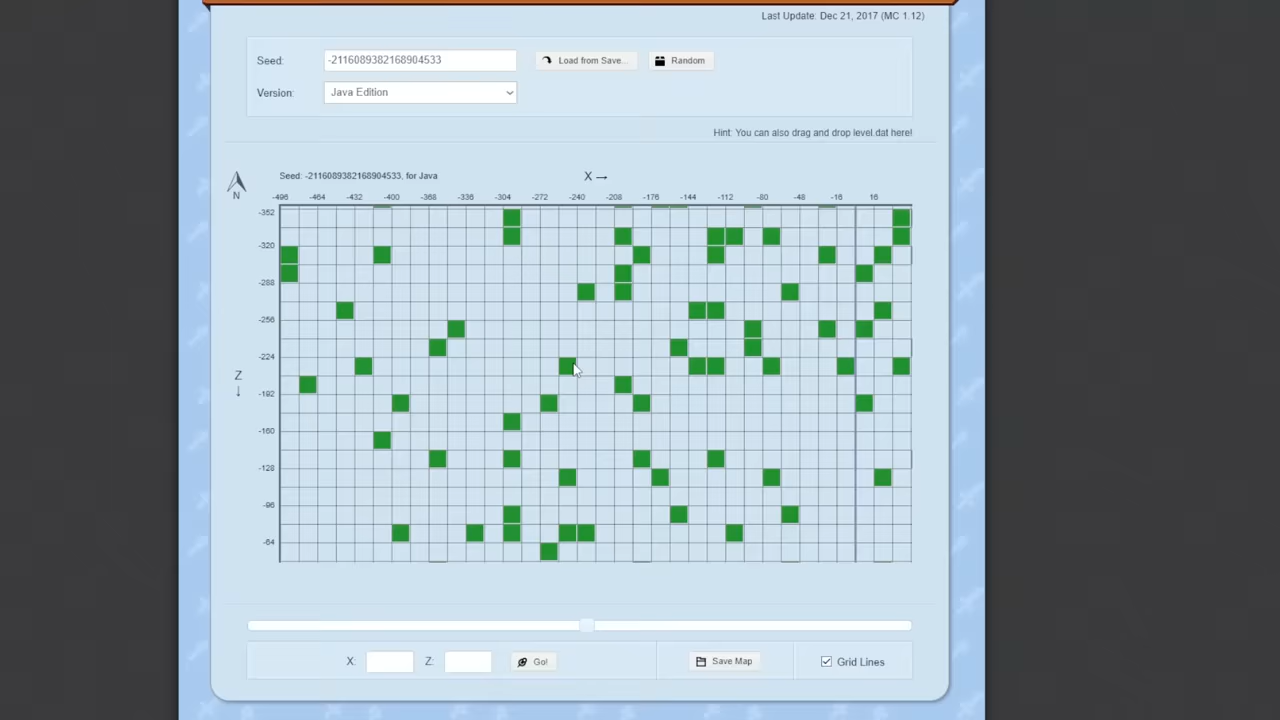 Last Update: Dec 21, 2017 (MC 1.12)
Seed: -2116089382168904533 Load from Save... Random
Version: Java Edition
Hint: You can also drag and drop level.dat here!
Seed: -2116089382168904533, for Java X →
N
-496 -464 -432 -400 -368 -336 -304 -272 -240 -208 -176 -144 -112 -80 -48 -16 16
-352
-320
-288
-256
-224
Z
↓
-192
-160
-128
-96
-64
X: Z: Go! Save Map Grid Lines